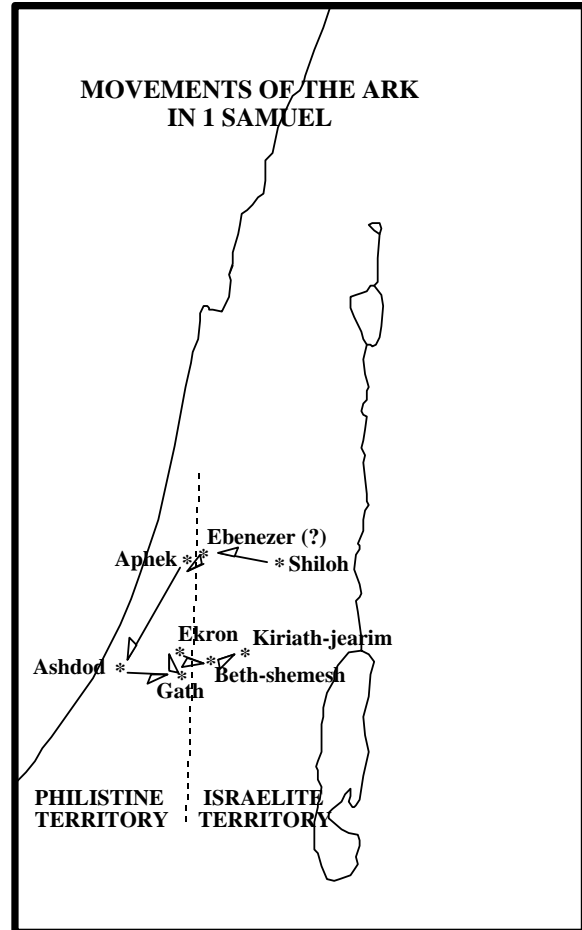 MOVEMENTS OF THE ARK
IN 1 SAMUEL
Ebenezer (?)
Aphek * *
* Shiloh
Ekron
Kiriath-jearim
* * *
Ashdod *
Beth-shemesh
*
Gath
PHILISTINE
TERRITORY
ISRAELITE
TERRITORY